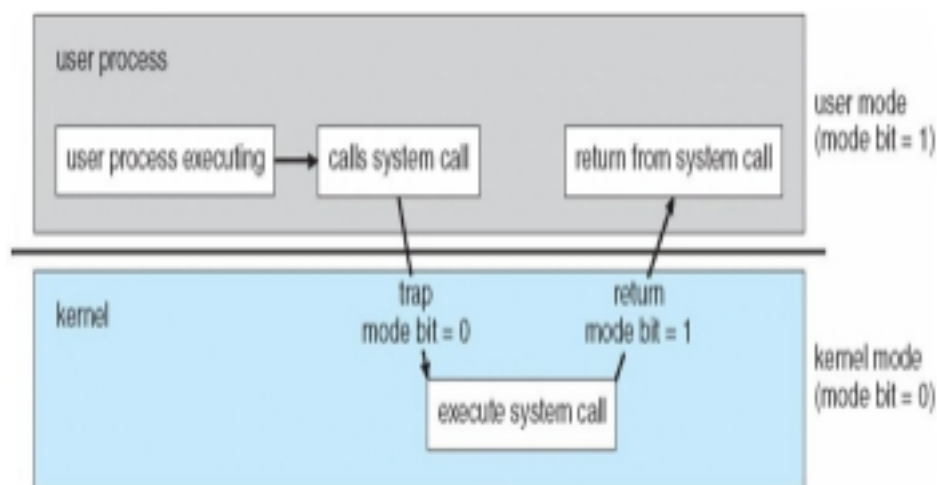 user process
user process executing
calls system call
return from system call
user mode
(mode bit = 1)
kernel
trap
mode bit = 0
return
mode bit = 1
execute system call
kernel mode
(mode bit = 0)